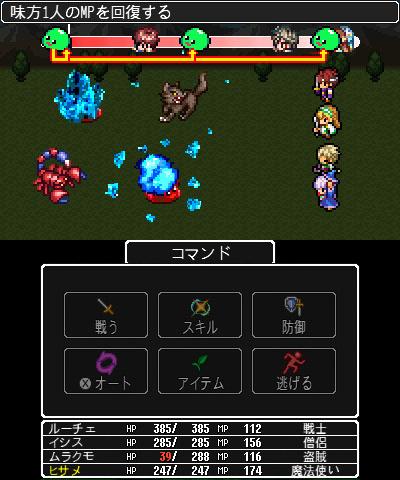 味方1人のMPを回復する
コマンド
戦う スキル 防御
Xオート アイテム 逃げる
ルーチェ HP 385/ 385 MP 112 戦士
イシス HP 285/ 285 MP 156 僧侶
ムラクモ HP 39/ 288 MP 116 盗賊
ヒサメ HP 247/ 247 MP 174 魔法使い